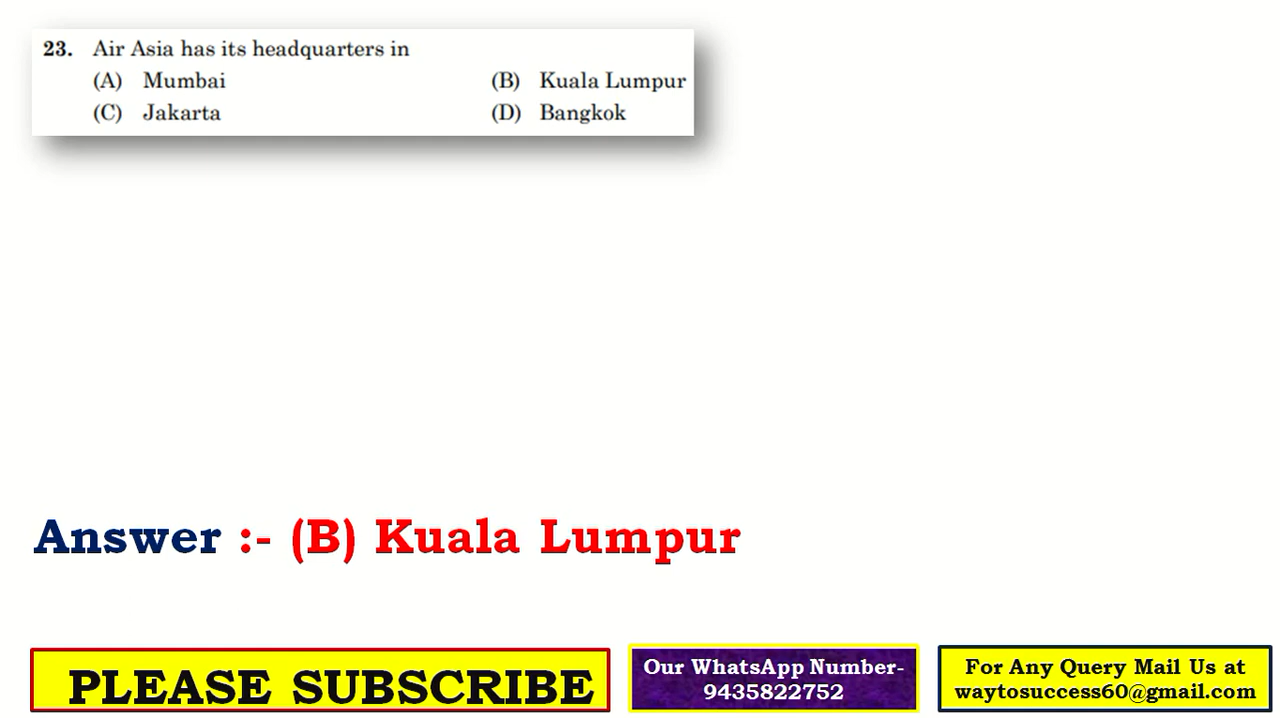 23. Air Asia has its headquarters in
(A) Mumbai (B) Kuala Lumpur
(C) Jakarta (D) Bangkok
Answer :- (B) Kuala Lumpur
PLEASE SUBSCRIBE
Our WhatsApp Number-
9435822752
For Any Query Mail Us at
waytosuccess60@gmail.com